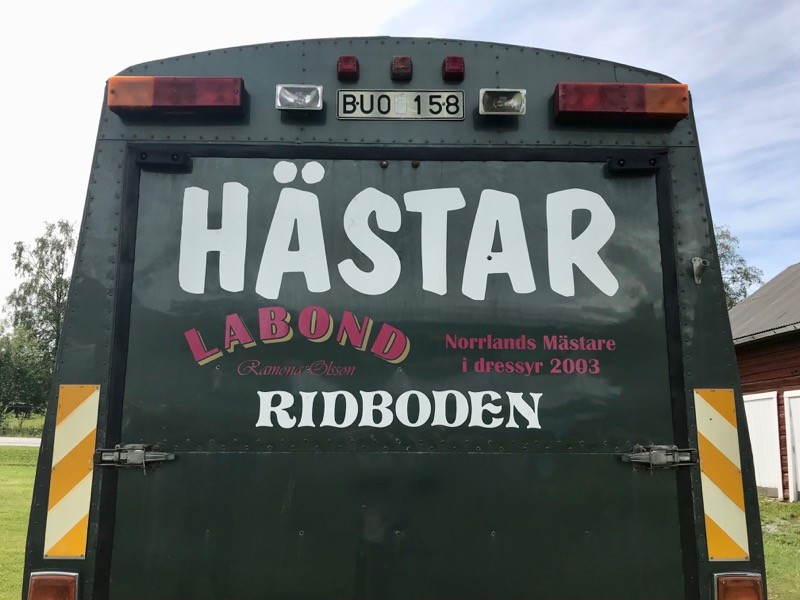 BUO 158
HÄSTAR
LABOND
Ramona Olsson
Norrlands Mästare
i dressyr 2003
RIDBODEN